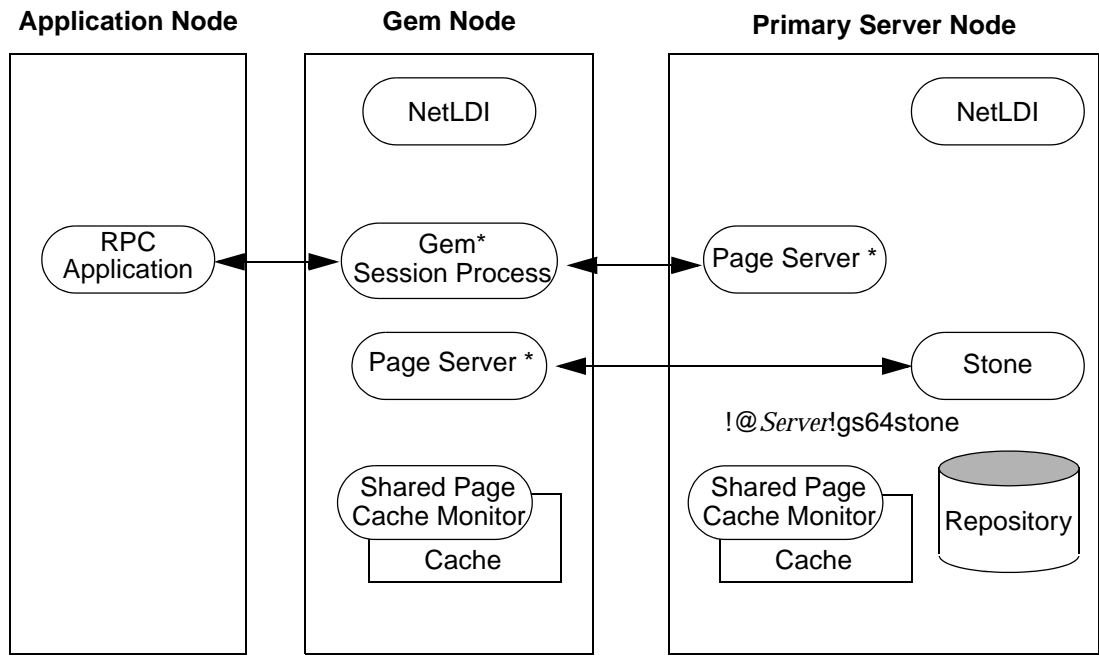 Application Node
Gem Node
Primary Server Node
NetLDI
NetLDI
RPC
Application
Gem*
Session Process
Page Server *
Page Server *
Stone
!@Server!gs64stone
Shared Page
Cache Monitor
Cache
Shared Page
Cache Monitor
Cache
Repository